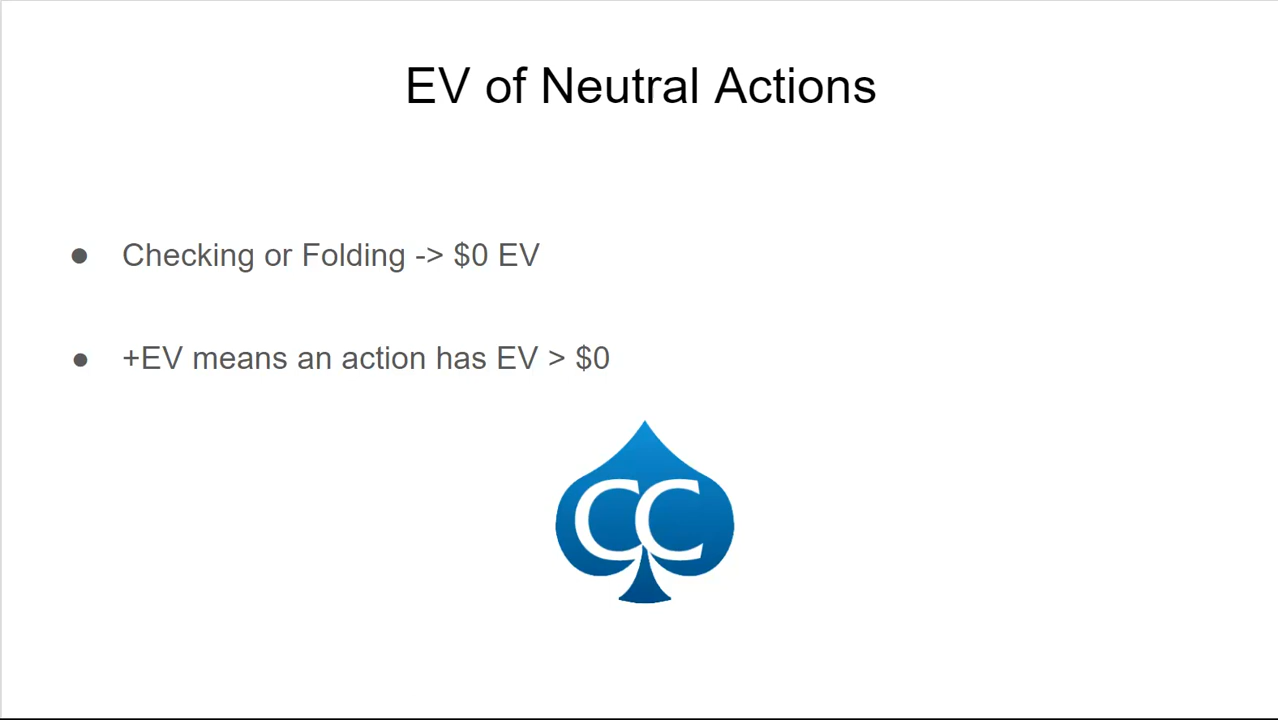 EV of Neutral Actions
● Checking or Folding -> $0 EV
● +EV means an action has EV > $0
CC